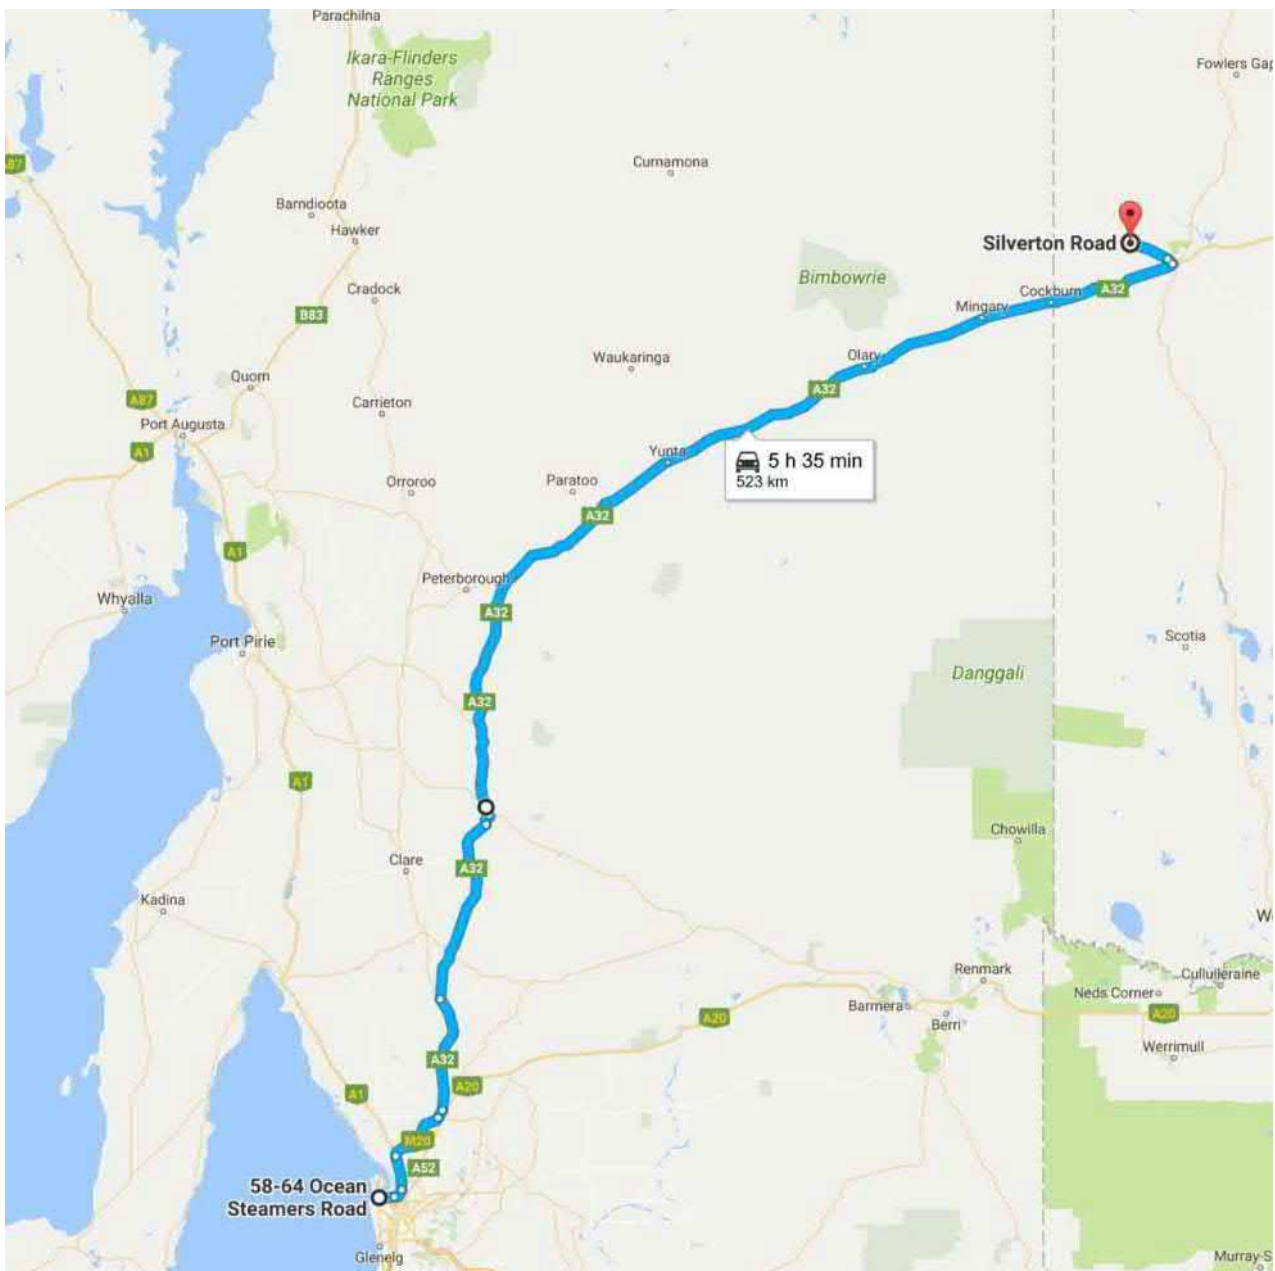 Parachilna
Ikara-Flinders
Ranges
National Park
Fowlers Gap
A87
Curnamona
Barndioota
Hawker
Silverton Road
Bimbowrie
Cradock
Cockburn
A32
Mingary
B83
Waukaringa
Olary
Quorn
A32
A87
Carrieton
Port Augusta
A1
Yunta
5 h 35 min
523 km
Orroroo
Paratoo
A32
A1
Peterborough
Whyalla
A32
Port Pirie
Scotia
Danggali
A32
A1
Chowilla
Clare
A32
Kadina
Renmark
Cullulleraine
Neds Corner
Barmera
A20
Berri
A20
Werrimull
A32
A20
A1
M20
A52
58-64 Ocean
Steamers Road
Glenelg
Murray-S